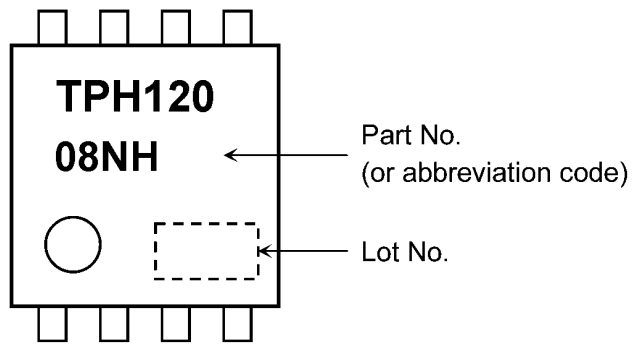 TPH120
08NH
Part No.
(or abbreviation code)
Lot No.